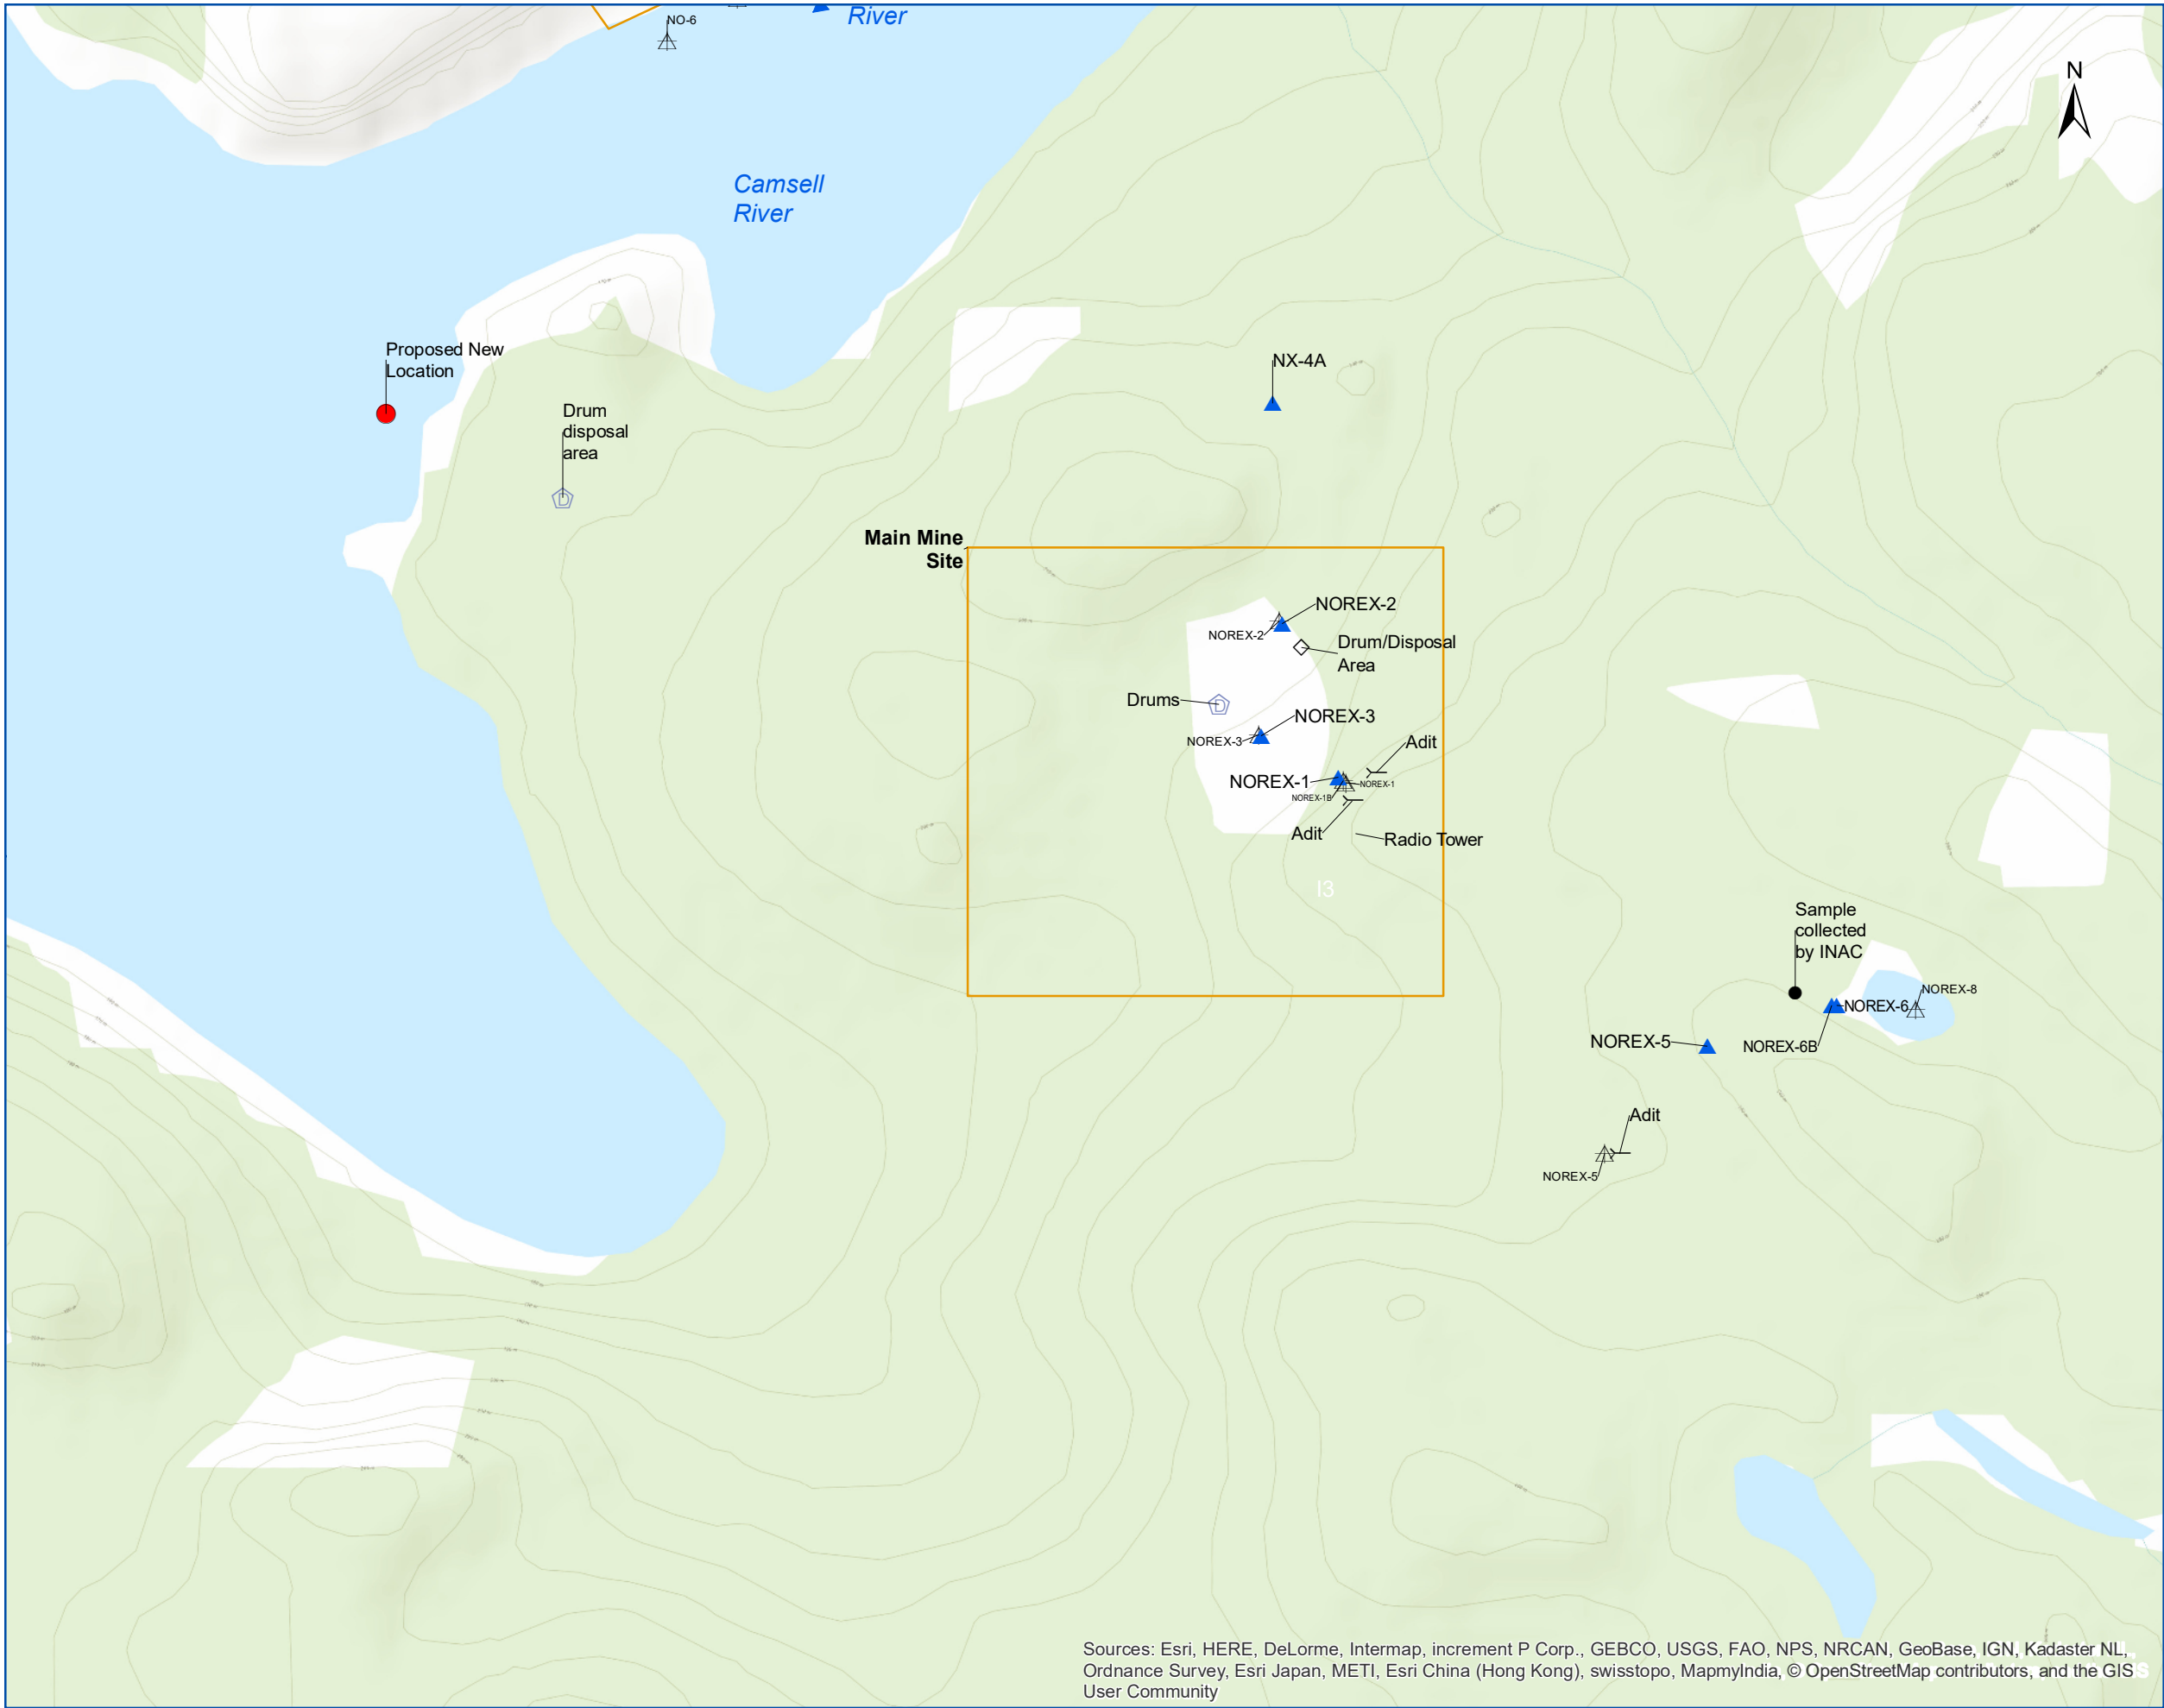 River
NO-6
N
Camsell
River
Proposed New
Location
NX-4A
Drum
disposal
area
Main Mine
Site
NOREX-2
NOREX-2
Drum/Disposal
Area
Drums
NOREX-3
NOREX-3
Adit
NOREX-1
NOREX-1
NOREX-1B
Adit
Radio Tower
I3
Sample
collected
by INAC
NOREX-8
NOREX-6
NOREX-5
NOREX-6B
Adit
NOREX-5
Sources: Esri, HERE, DeLorme, Intermap, increment P Corp., GEBCO, USGS, FAO, NPS, NRCAN, GeoBase, IGN, Kadaster NL,
Ordnance Survey, Esri Japan, METI, Esri China (Hong Kong), swisstopo, MapmyIndia, © OpenStreetMap contributors, and the GIS
User Community